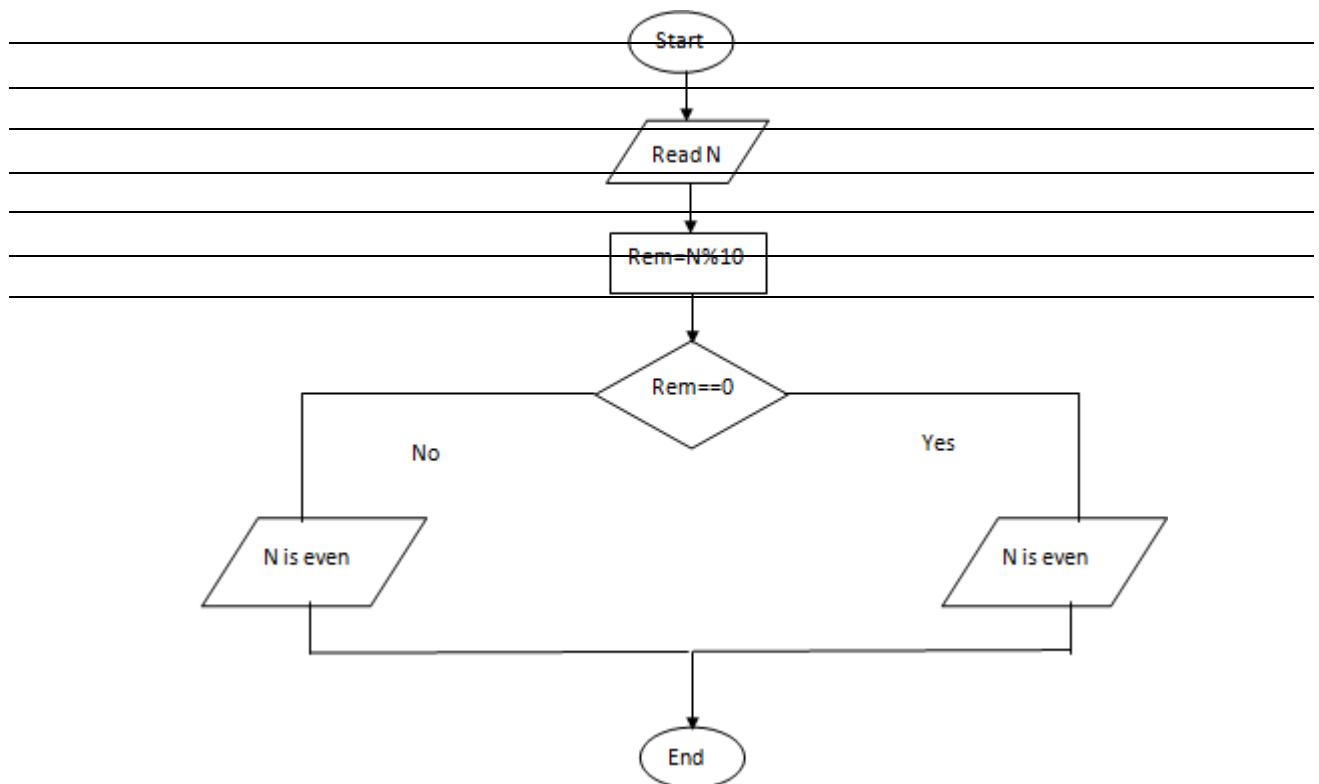 Start
Read N
Rem=N%10
Rem==0
No
Yes
N is even
N is even
End